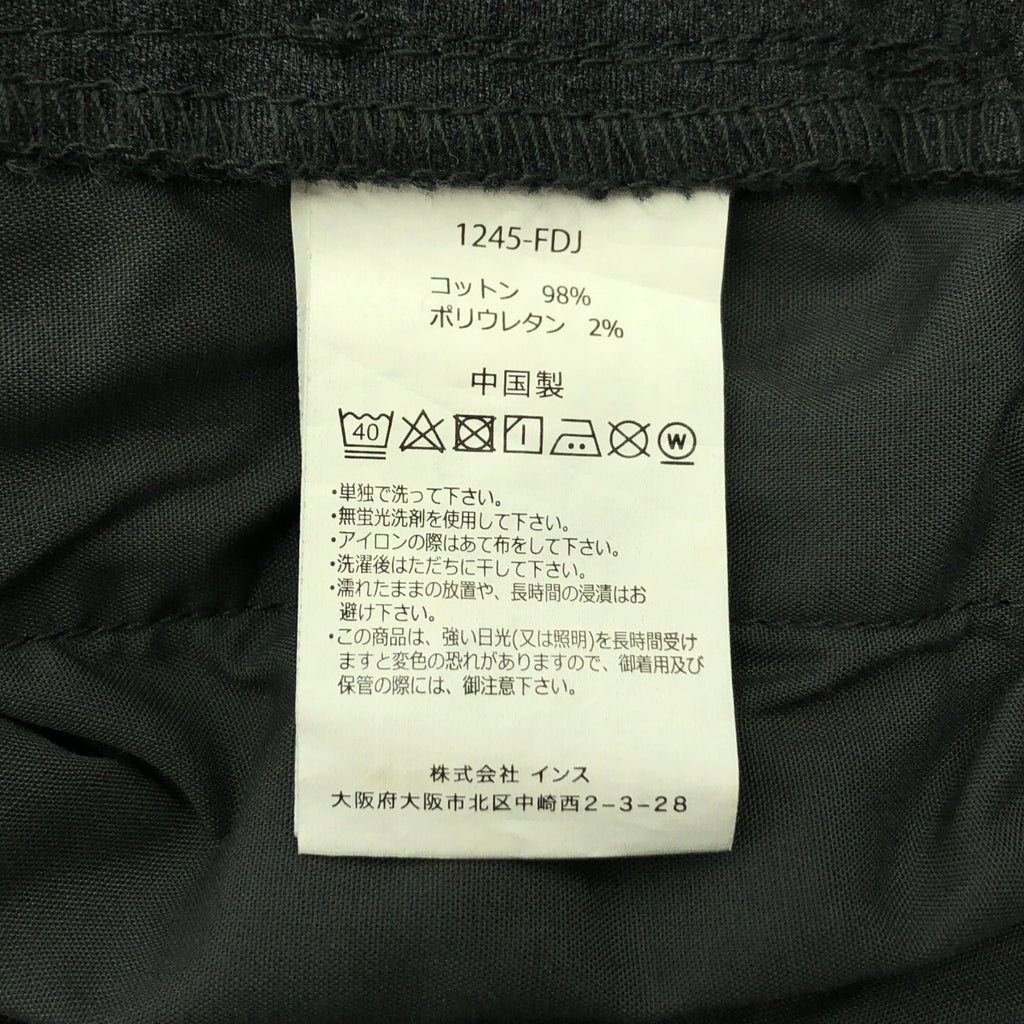 1245-FDJ
コットン 98%
ポリウレタン 2%
中国製
40 W
・単独で洗って下さい。
・無蛍光洗剤を使用して下さい。
・アイロンの際はあて布をして下さい。
・洗濯後はただちに干して下さい。
・濡れたままの放置や、長時間の浸漬はお
避け下さい。
・この商品は、強い日光(又は照明)を長時間受け
ますと変色の恐れがありますので、御着用及び
保管の際には、御注意下さい。
株式会社 インス
大阪府大阪市北区中崎西2-3-28